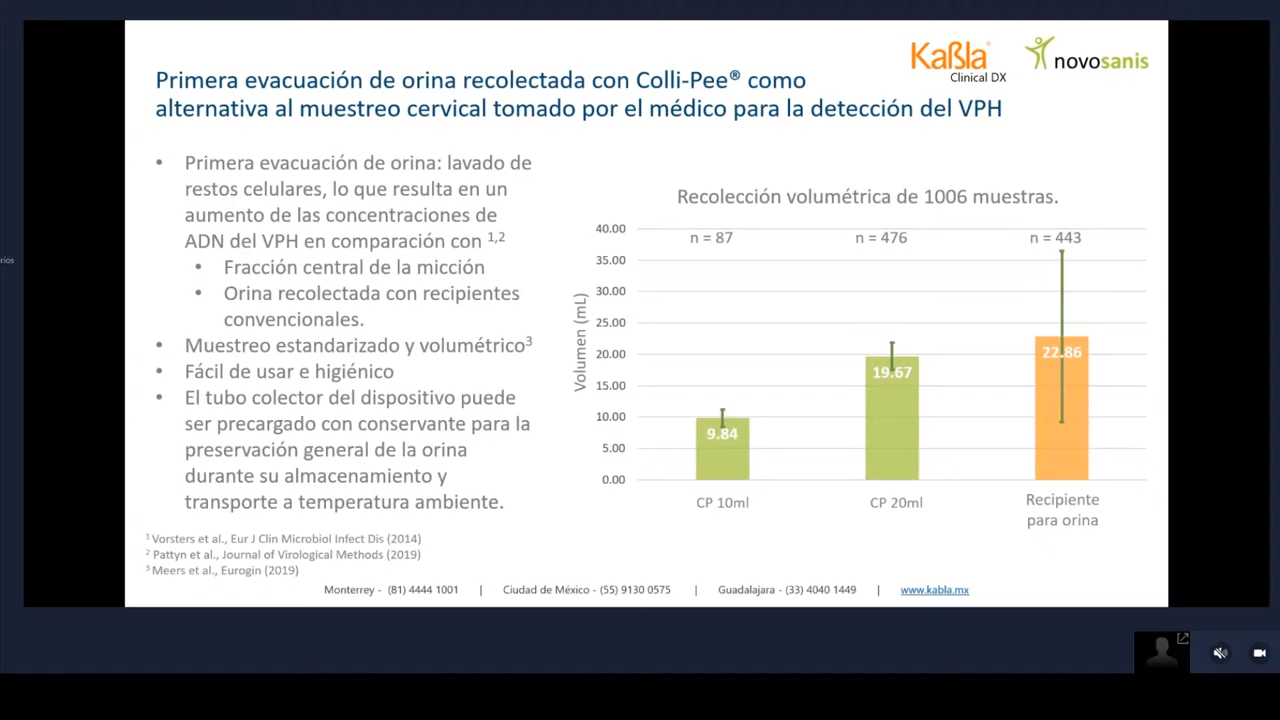 Kaßla
Clinical DX
novosanis
Primera evacuación de orina recolectada con Colli-Pee® como
alternativa al muestreo cervical tomado por el médico para la detección del VPH
• Primera evacuación de orina: lavado de
restos celulares, lo que resulta en un
aumento de las concentraciones de
ADN del VPH en comparación con 1,2
• Fracción central de la micción
• Orina recolectada con recipientes
convencionales.
• Muestreo estandarizado y volumétrico3
• Fácil de usar e higiénico
• El tubo colector del dispositivo puede
ser precargado con conservante para la
preservación general de la orina
durante su almacenamiento y
transporte a temperatura ambiente.
Recolección volumétrica de 1006 muestras.
Volumen (mL)
40.00
35.00
30.00
25.00
20.00
15.00
10.00
5.00
0.00
n = 87
n = 476
n = 443
9.84
19.67
22.86
CP 10ml
CP 20ml
Recipiente
para orina
1 Vorsters et al., Eur J Clin Microbiol Infect Dis (2014)
2 Pattyn et al., Journal of Virological Methods (2019)
3 Meers et al., Eurogin (2019)
Monterrey - (81) 4444 1001 | Ciudad de México - (55) 9130 0575 | Guadalajara - (33) 4040 1449 | www.kabla.mx
rios